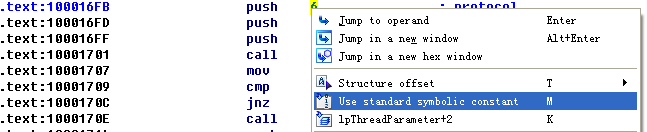 .text:100016FB push 6 ; protocol
.text:100016FD push
.text:100016FF push
.text:10001701 call
.text:10001707 mov
.text:10001709 cmp
.text:1000170C jnz
.text:1000170E call
Jump to operand Enter
Jump in a new window Alt+Enter
Jump in a new hex window
Structure offset T
Use standard symbolic constant M
lpThreadParameter+2 K